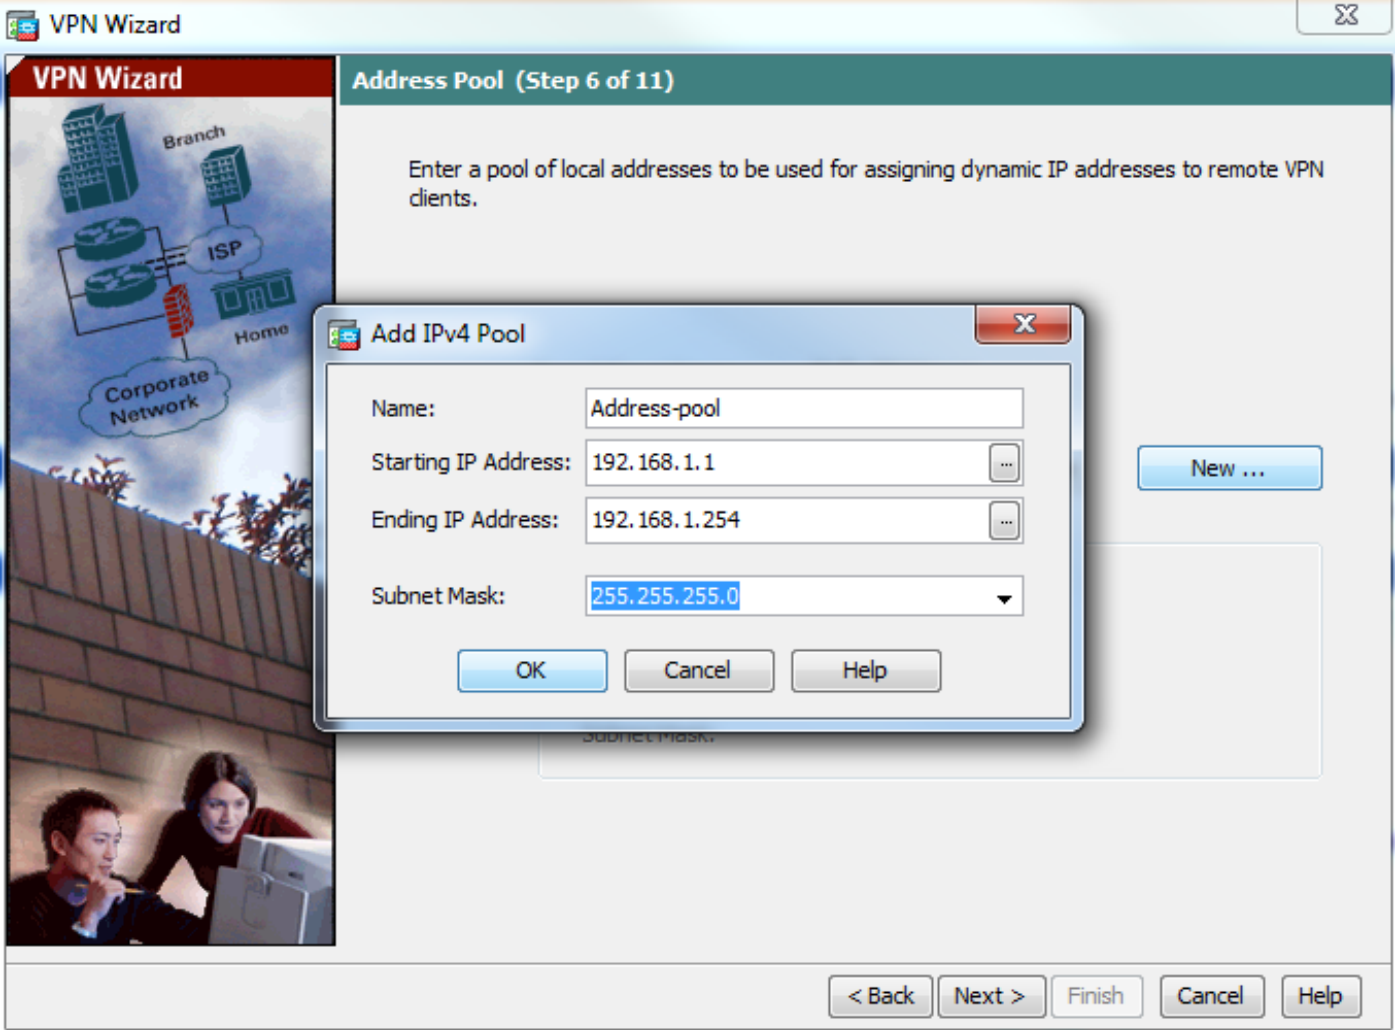 VPN Wizard
VPN Wizard
Address Pool (Step 6 of 11)
Branch
ISP
Home
Corporate
Network
Enter a pool of local addresses to be used for assigning dynamic IP addresses to remote VPN
clients.
Add IPv4 Pool
Name: Address-pool
Starting IP Address: 192.168.1.1 ...
Ending IP Address: 192.168.1.254 ...
Subnet Mask: 255.255.255.0
OK Cancel Help
New ...
Subnet Mask:
< Back Next > Finish Cancel Help